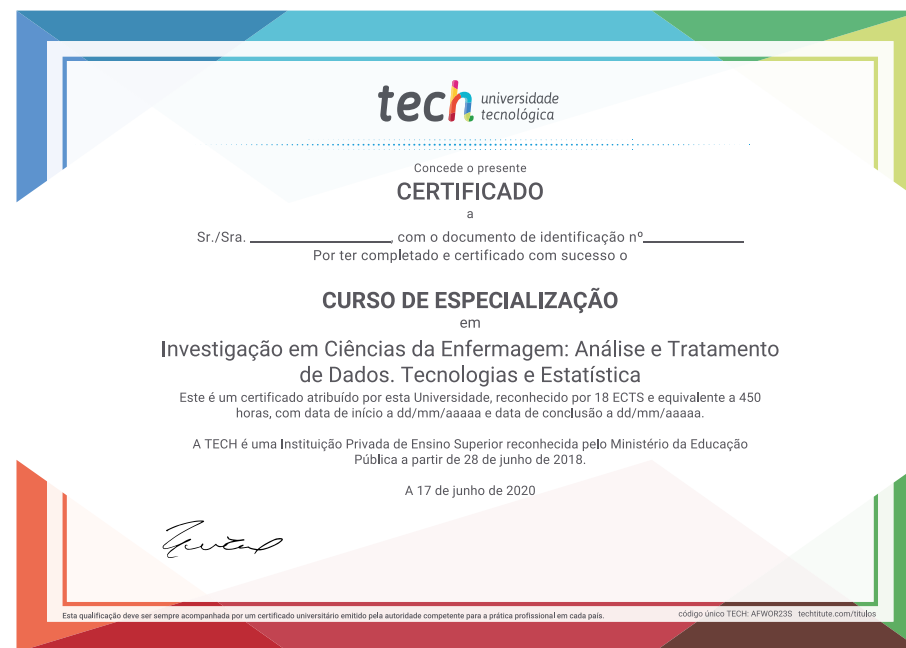 tech universidade
tecnológica
Concede o presente
CERTIFICADO
a
Sr./Sra. ________________, com o documento de identificação nº____________
Por ter completado e certificado com sucesso o
CURSO DE ESPECIALIZAÇÃO
em
Investigação em Ciências da Enfermagem: Análise e Tratamento
de Dados. Tecnologias e Estatística
Este é um certificado atribuído por esta Universidade, reconhecido por 18 ECTS e equivalente a 450
horas, com data de início a dd/mm/aaaaa e data de conclusão a dd/mm/aaaaa.
A TECH é uma Instituição Privada de Ensino Superior reconhecida pelo Ministério da Educação
Pública a partir de 28 de junho de 2018.
A 17 de junho de 2020
Esta qualificação deve ser sempre acompanhada por um certificado universitário emitido pela autoridade competente para a prática profissional em cada país.
código único TECH: AFWOR23S techtitute.com/titulos